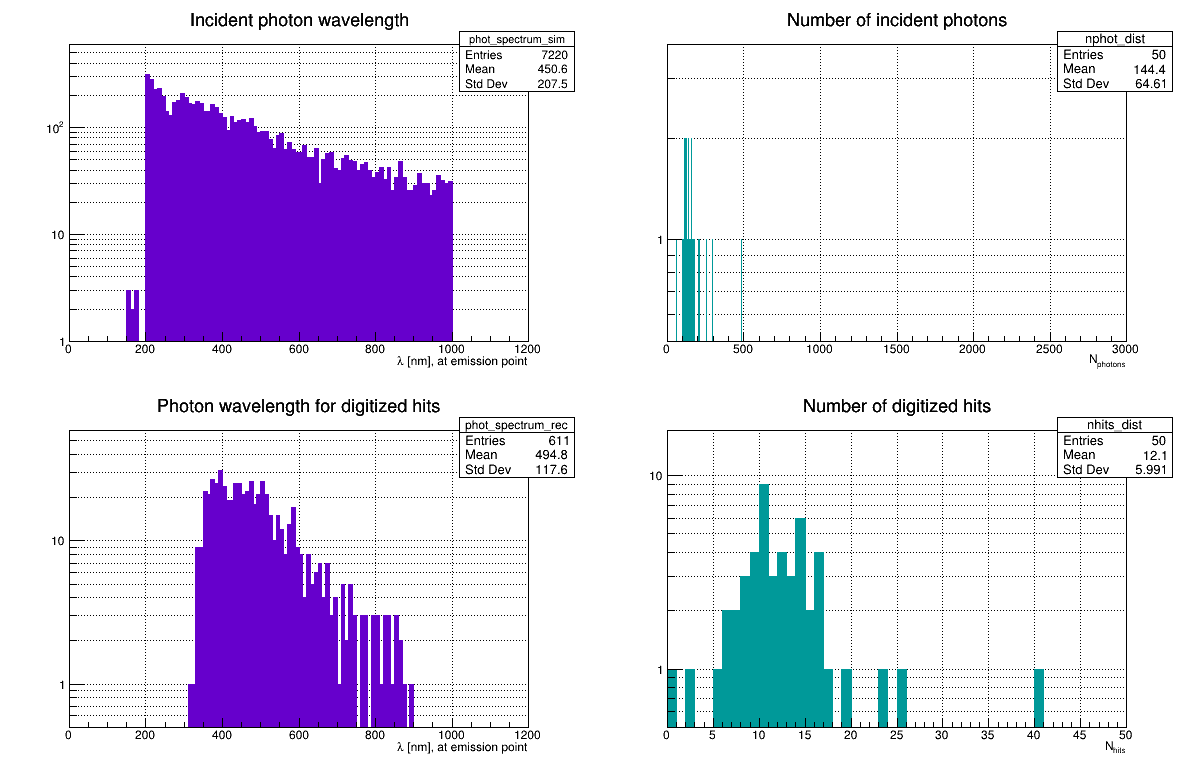 Incident photon wavelength
phot_spectrum_sim
Entries 7220
Mean 450.6
Std Dev 207.5
10²
10
1
0 200 400 600 800 1000 1200
λ [nm], at emission point
Number of incident photons
nphot_dist
Entries 50
Mean 144.4
Std Dev 64.61
1
0 500 1000 1500 2000 2500 3000
Nphotons
Photon wavelength for digitized hits
phot_spectrum_rec
Entries 611
Mean 494.8
Std Dev 117.6
10
1
0 200 400 600 800 1000 1200
λ [nm], at emission point
Number of digitized hits
nhits_dist
Entries 50
Mean 12.1
Std Dev 5.991
10
1
0 5 10 15 20 25 30 35 40 45 50
Nhits